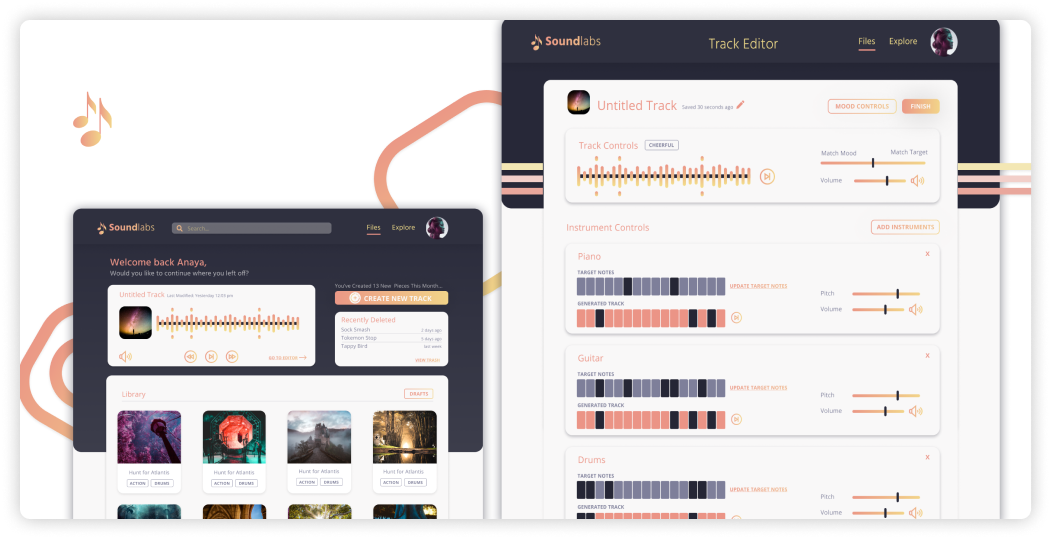 Soundlabs
Search...
Files
Explore
Welcome back Anaya,
Would you like to continue where you left off?
Untitled Track Last Modified Yesterday 12:03 pm
GO TO EDITOR
You've Created 13 New Pieces This Month...
CREATE NEW TRACK
Recently Deleted
Sock Smash 2 days ago
Tokemon Stop 5 days ago
Tappy Bird last week
VIEW TRASH
Library
DRAFTS
Hunt for Atlantis
ACTION DRUMS
Hunt for Atlantis
ACTION DRUMS
Hunt for Atlantis
ACTION DRUMS
Hunt for Atlantis
ACTION DRUMS
Soundlabs
Track Editor
Files
Explore
Untitled Track Saved 30 seconds ago
MOOD CONTROLS
FINISH
Track Controls CHEERFUL
Match Mood Match Target
Volume
Instrument Controls
ADD INSTRUMENTS
Piano
X
TARGET NOTES
UPDATE TARGET NOTES
GENERATED TRACK
Pitch
Volume
Guitar
X
TARGET NOTES
UPDATE TARGET NOTES
GENERATED TRACK
Pitch
Volume
Drums
X
TARGET NOTES
UPDATE TARGET NOTES
GENERATED TRACK
Pitch
Volume